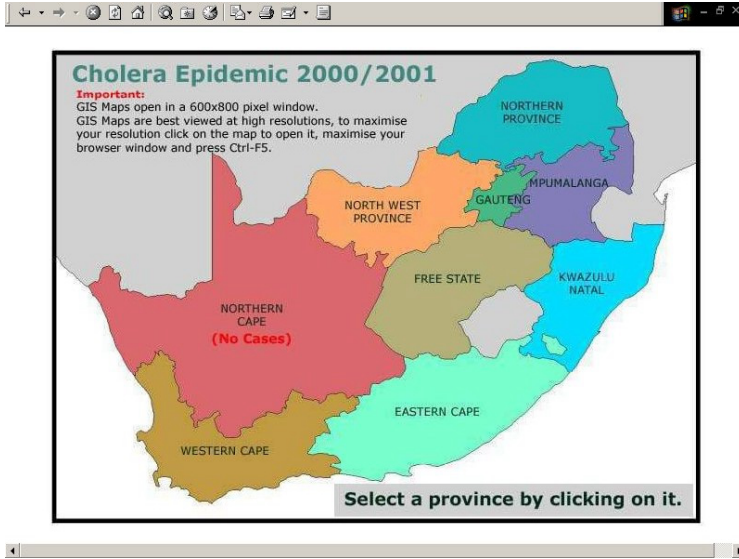 Cholera Epidemic 2000/2001
Important:
GIS Maps open in a 600x800 pixel window.
GIS Maps are best viewed at high resolutions, to maximise
your resolution click on the map to open it, maximise your
browser window and press Ctrl-F5.
NORTHERN
PROVINCE
MPUMALANGA
GAUTENG
NORTH WEST
PROVINCE
FREE STATE
KWAZULU
NATAL
NORTHERN
CAPE
(No Cases)
EASTERN CAPE
WESTERN CAPE
Select a province by clicking on it.